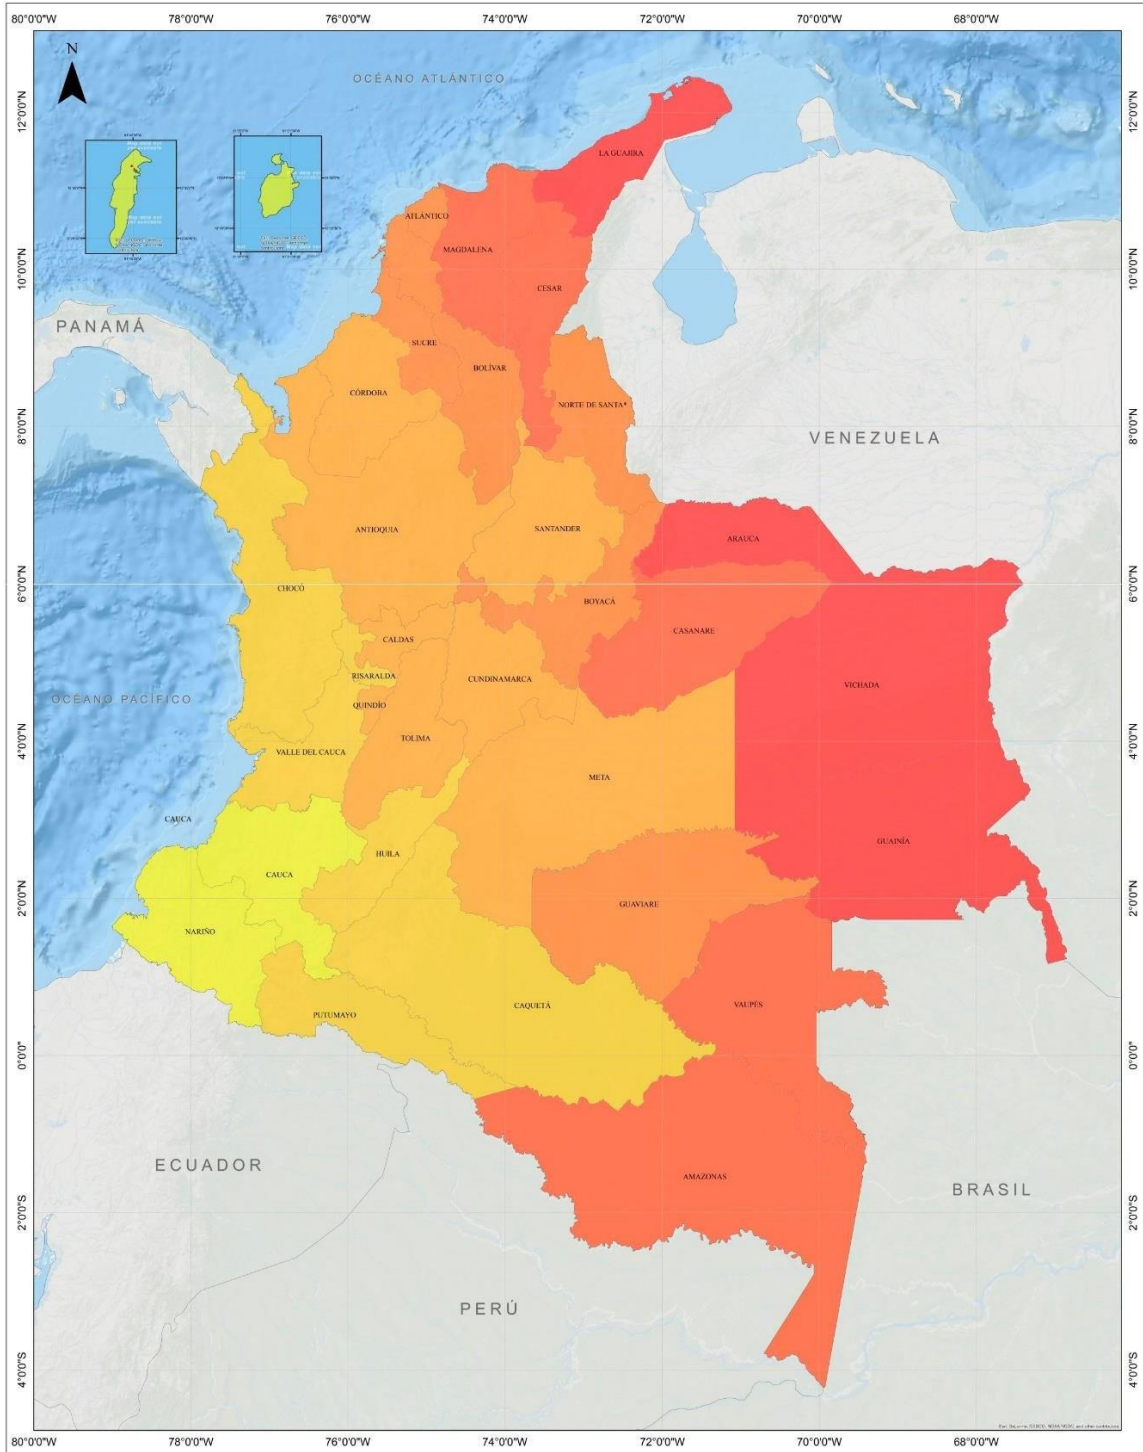 80°0'0"W 78°0'0"W 76°0'0"W 74°0'0"W 72°0'0"W 70°0'0"W 68°0'0"W
N
OCÉANO ATLÁNTICO
12°0'0"N 12°0'0"N
LA GUAJIRA
ATLÁNTICO
MAGDALENA
10°0'0"N 10°0'0"N
CESAR
PANAMÁ
SUCRE
BOLÍVAR
CÓRDOBA
NORTE DE SANTA*
8°0'0"N 8°0'0"N
VENEZUELA
ANTIOQUIA
SANTANDER
ARAUCA
6°0'0"N 6°0'0"N
CHOCÓ
BOYACÁ
CASANARE
CALDAS
RISARALDA
CUNDINAMARCA
VICHADA
OCÉANO PACÍFICO
QUINDÍO
TOLIMA
4°0'0"N 4°0'0"N
VALLE DEL CAUCA
META
CAUCA
GUAINÍA
HUILA
CAUCA
2°0'0"N 2°0'0"N
GUAVIARE
NARIÑO
CAQUETÁ
VAUPÉS
PUTUMAYO
0°0'0" 0°0'0"
ECUADOR
AMAZONAS
BRASIL
2°0'0"S 2°0'0"S
PERÚ
4°0'0"S 4°0'0"S
80°0'0"W 78°0'0"W 76°0'0"W 74°0'0"W 72°0'0"W 70°0'0"W 68°0'0"W